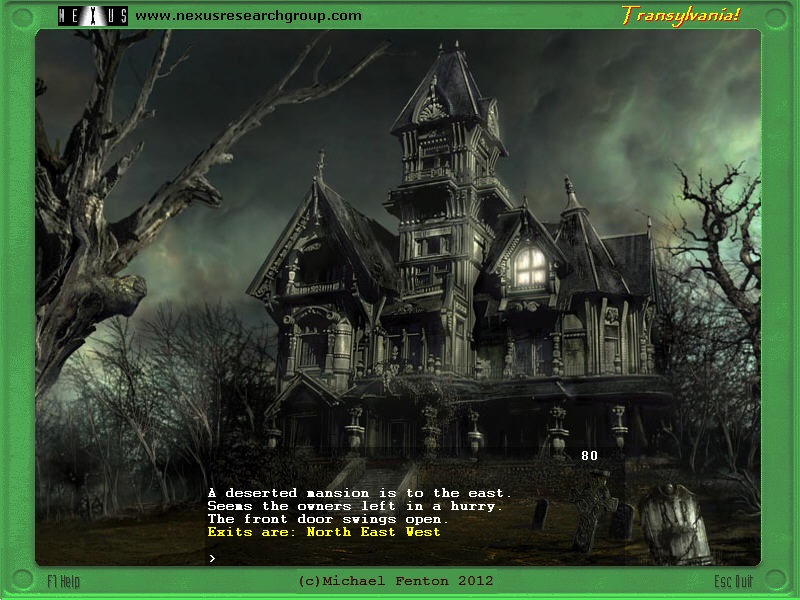 NEXUS www.nexusresearchgroup.com Transylvania!
80
A deserted mansion is to the east.
Seems the owners left in a hurry.
The front door swings open.
Exits are: North East West
>
F1 Help (c)Michael Fenton 2012 Esc Quit